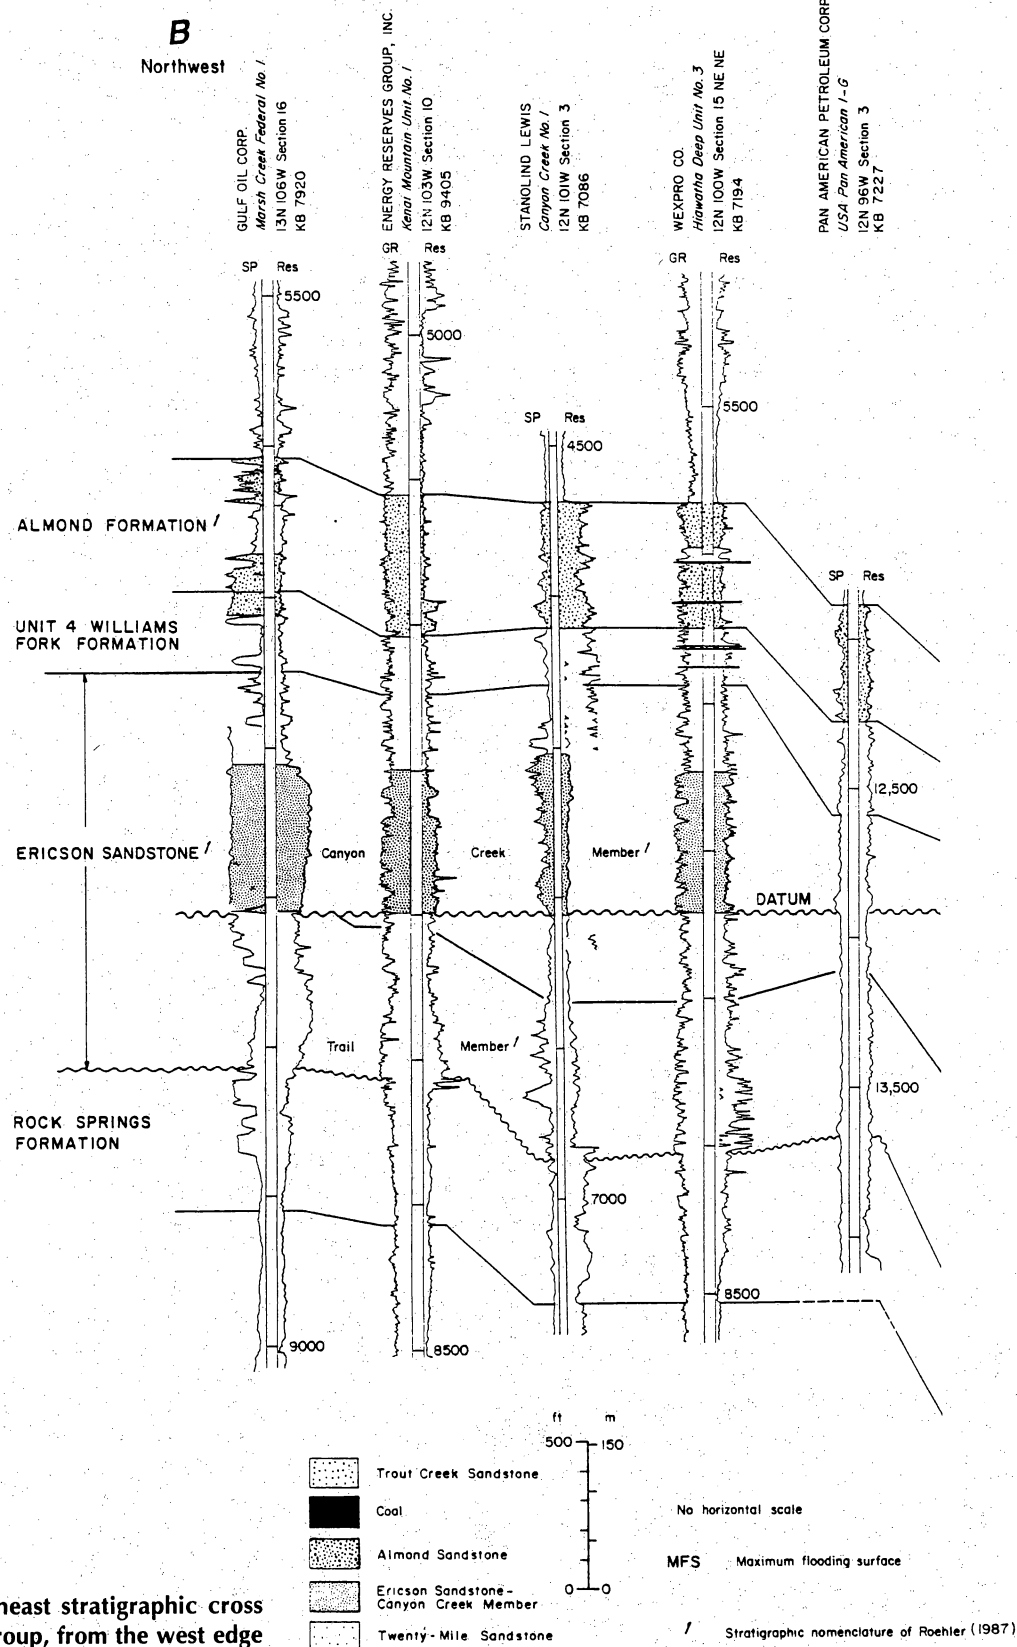 B
Northwest
GULF OIL CORP.
Marsh Creek Federal No. 1
13N 106W Section 16
KB 7920
ENERGY RESERVES GROUP, INC.
Kenai Mountain Unit No. 1
12N 103W Section 10
KB 9405
STANOLIND LEWIS
Canyon Creek No. 1
12N 101W Section 3
KB 7086
WEXPRO CO.
Hiawatha Deep Unit No. 3
12N 100W Section 15 NE NE
KB 7194
PAN AMERICAN PETROLEUM CORP
USA Pan American 1-G
12N 96W Section 3
KB 7227
GR Res
GR Res
SP Res
5500
5000
5500
SP Res
4500
ALMOND FORMATION 1
SP Res
UNIT 4 WILLIAMS
FORK FORMATION
12,500
ERICSON SANDSTONE 1
Canyon Creek Member 1
DATUM
Trail Member 1
13,500
ROCK SPRINGS
FORMATION
7000
8500
9000
8500
ft m
500 150
Trout Creek Sandstone
Coal
No horizontal scale
Almond Sandstone
MFS Maximum flooding surface
Ericson Sandstone-
Canyon Creek Member
0 0
heast stratigraphic cross
roup, from the west edge
Twenty-Mile Sandstone
1 Stratigraphic nomenclature of Roehler (1987)